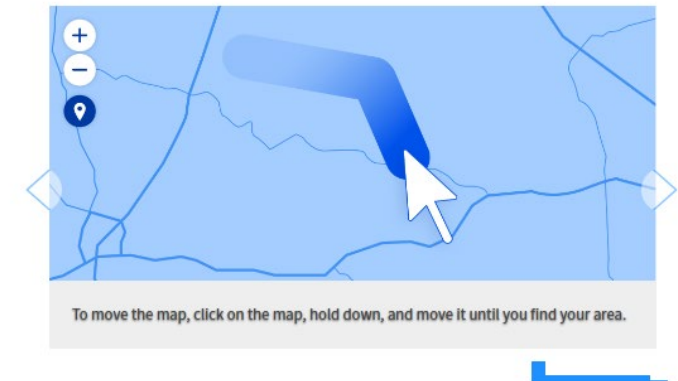 To move the map, click on the map, hold down, and move it until you find your area.